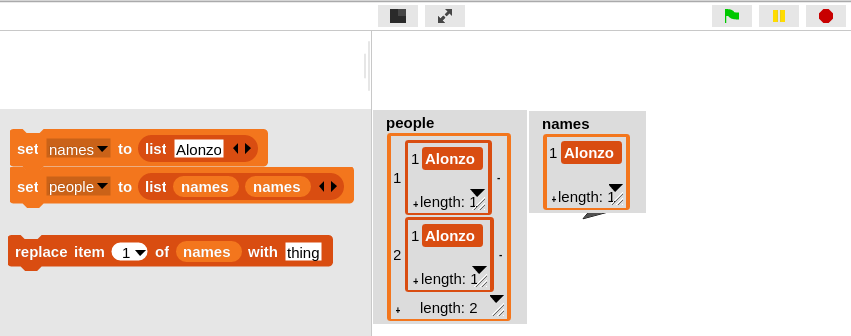 set names to list Alonzo
set people to list names names
replace item 1 of names with thing
people
1 1 Alonzo -
+ length: 1
2 1 Alonzo -
+ length: 1
+ length: 2
names
1 Alonzo
+ length: 1